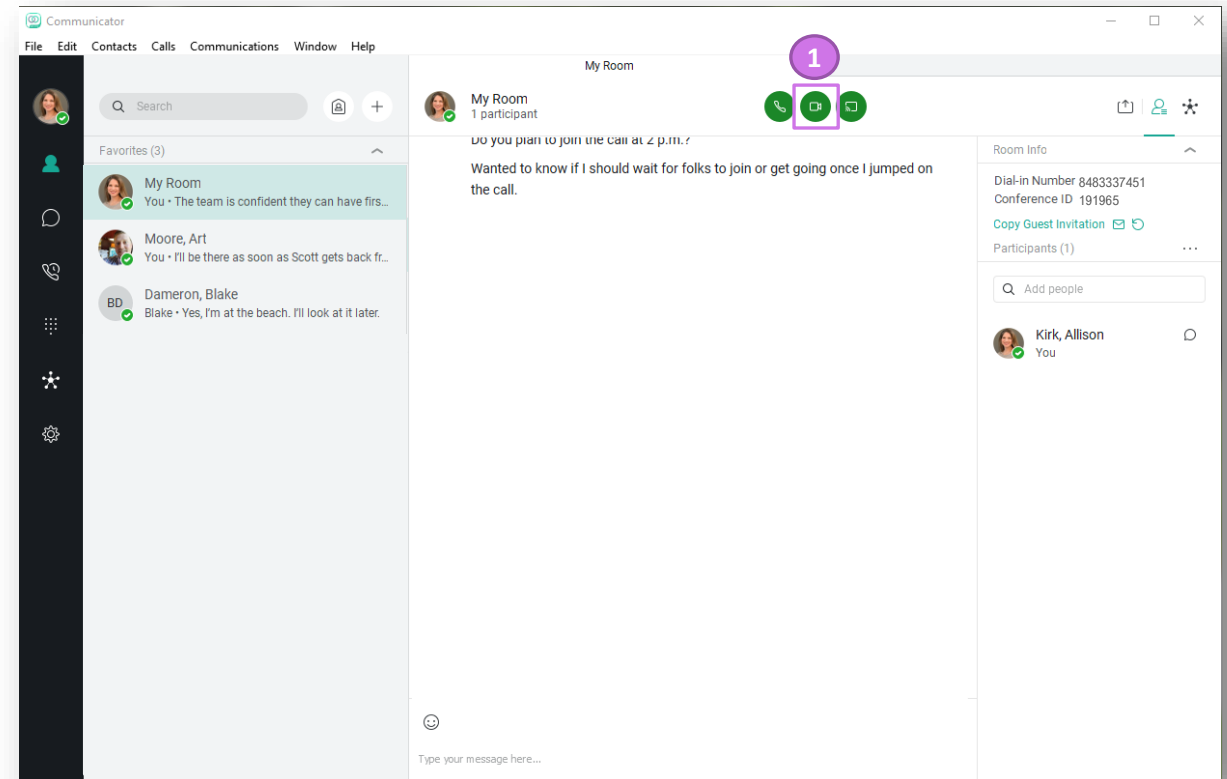 Communicator
File Edit Contacts Calls Communications Window Help
My Room
1
Search
My Room
1 participant
Favorites (3)
My Room
You • The team is confident they can have firs...
Moore, Art
You • I'll be there as soon as Scott gets back fr...
BD
Dameron, Blake
Blake • Yes, I'm at the beach. I'll look at it later.
Do you plan to join the call at 2 p.m.?
Wanted to know if I should wait for folks to join or get going once I jumped on
the call.
Type your message here...
Room Info
Dial-in Number 8483337451
Conference ID 191965
Copy Guest Invitation
Participants (1)
Add people
Kirk, Allison
You